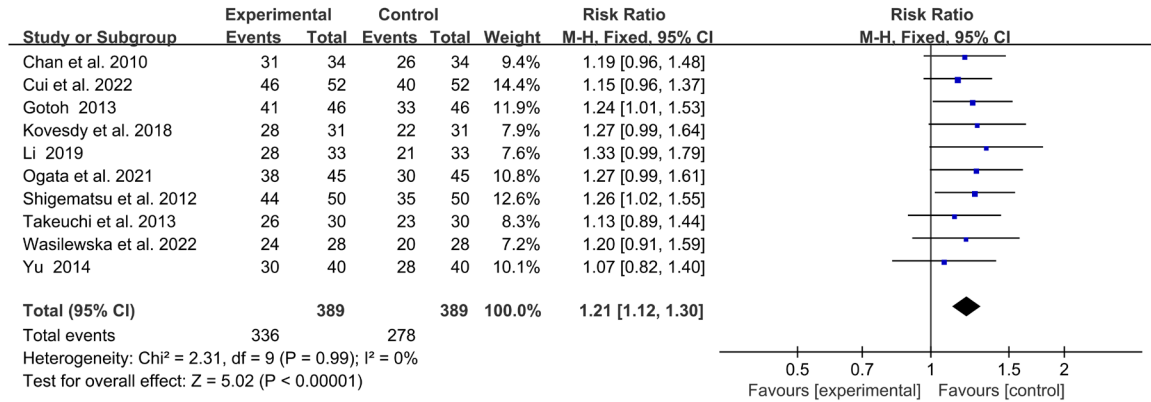 Experimental Control Risk Ratio Risk Ratio
Study or Subgroup Events Total Events Total Weight M-H, Fixed, 95% CI M-H, Fixed, 95% CI
Chan et al. 2010 31 34 26 34 9.4% 1.19 [0.96, 1.48]
Cui et al. 2022 46 52 40 52 14.4% 1.15 [0.96, 1.37]
Gotoh 2013 41 46 33 46 11.9% 1.24 [1.01, 1.53]
Kovesdy et al. 2018 28 31 22 31 7.9% 1.27 [0.99, 1.64]
Li 2019 28 33 21 33 7.6% 1.33 [0.99, 1.79]
Ogata et al. 2021 38 45 30 45 10.8% 1.27 [0.99, 1.61]
Shigematsu et al. 2012 44 50 35 50 12.6% 1.26 [1.02, 1.55]
Takeuchi et al. 2013 26 30 23 30 8.3% 1.13 [0.89, 1.44]
Wasilewska et al. 2022 24 28 20 28 7.2% 1.20 [0.91, 1.59]
Yu 2014 30 40 28 40 10.1% 1.07 [0.82, 1.40]
Total (95% CI) 389 389 100.0% 1.21 [1.12, 1.30]
Total events 336 278
Heterogeneity: Chi² = 2.31, df = 9 (P = 0.99); I² = 0%
Test for overall effect: Z = 5.02 (P < 0.00001)
0.5 0.7 1 1.5 2
Favours [experimental] Favours [control]